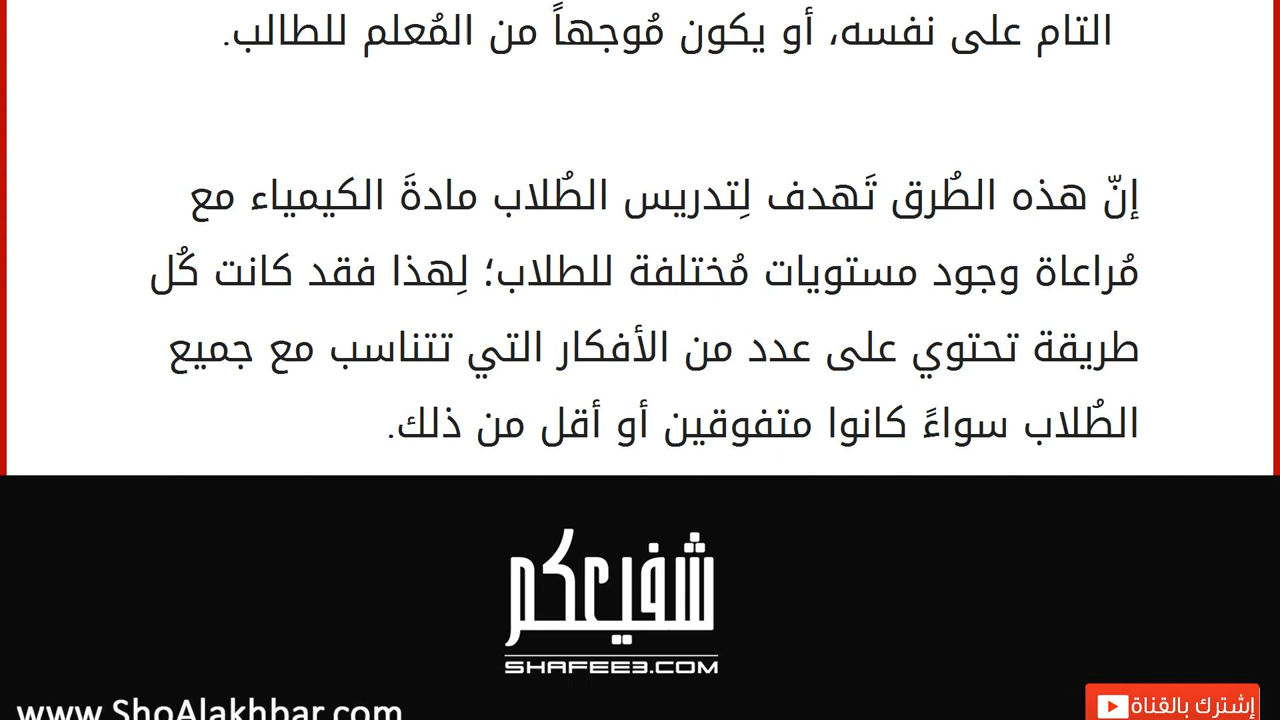 التام على نفسه، أو يكون مُوجهاً من المُعلم للطالب.
إنّ هذه الطُرق تَهدف لِتدريس الطُلاب مادةَ الكيمياء مع
مُراعاة وجود مستويات مُختلفة للطلاب؛ لِهذا فقد كانت كُل
طريقة تحتوي على عدد من الأفكار التي تتناسب مع جميع
الطُلاب سواءً كانوا متفوقين أو أقل من ذلك.
شفيعكم
SHAFEE3.COM
www.ShoAlakhbar.com
إشترك بالقناة